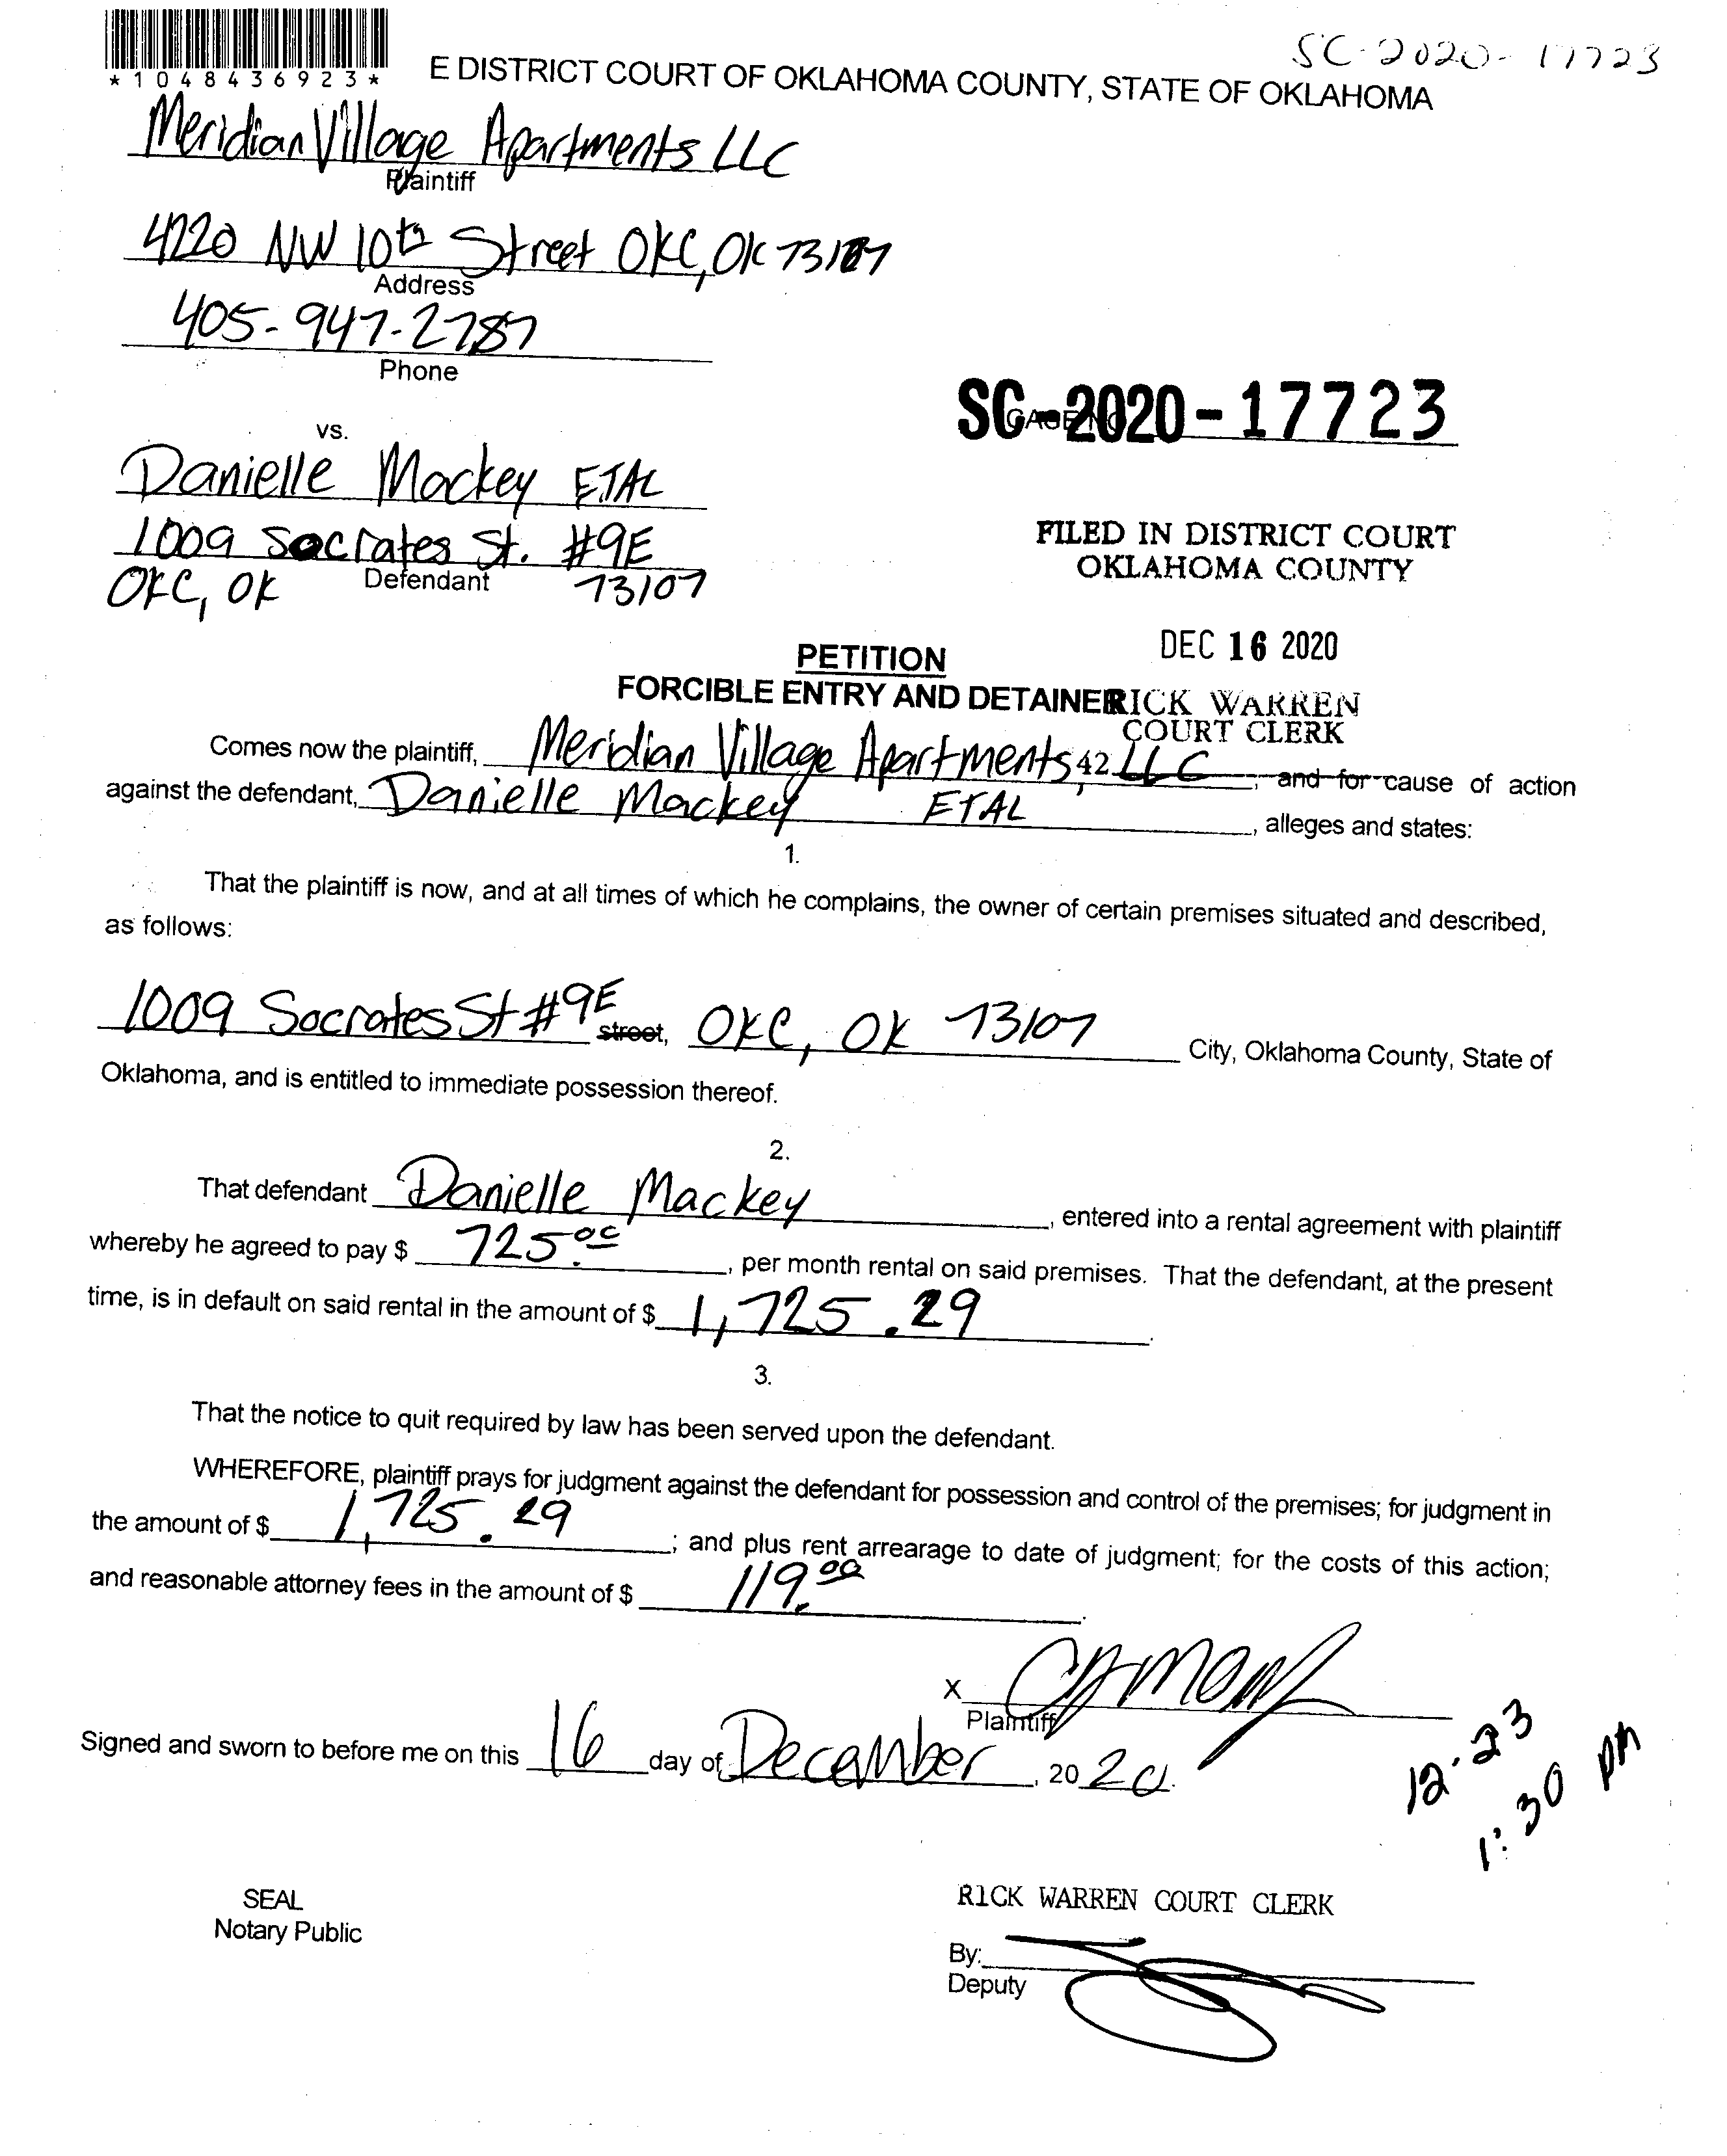 SC-2020-17723
*1048436923*
E DISTRICT COURT OF OKLAHOMA COUNTY, STATE OF OKLAHOMA
Meridian Village Apartments LLC
Plaintiff
4220 NW 10th Street OKC, OK 73107
Address
405-947-2787
Phone
SC-2020-17723
vs.
Danielle Mackey ETAL
1009 Socrates St. #9E
Defendant
OKC, OK 73107
FILED IN DISTRICT COURT
OKLAHOMA COUNTY
DEC 16 2020
PETITION
FORCIBLE ENTRY AND DETAINER
RICK WARREN
COURT CLERK
42
Comes now the plaintiff, Meridian Village Apartments, LLC, and for cause of action
against the defendant, Danielle Mackey ETAL, alleges and states:
1.
That the plaintiff is now, and at all times of which he complains, the owner of certain premises situated and described,
as follows:
1009 Socrates St #9E street, OKC, OK 73107 City, Oklahoma County, State of
Oklahoma, and is entitled to immediate possession thereof.
2.
That defendant Danielle Mackey, entered into a rental agreement with plaintiff
whereby he agreed to pay $ 725.00, per month rental on said premises. That the defendant, at the present
time, is in default on said rental in the amount of $ 1,725.29.
3.
That the notice to quit required by law has been served upon the defendant.
WHEREFORE, plaintiff prays for judgment against the defendant for possession and control of the premises; for judgment in
the amount of $ 1,725.29; and plus rent arrearage to date of judgment; for the costs of this action;
and reasonable attorney fees in the amount of $ 119.00.
X
Plaintiff
Signed and sworn to before me on this 16 day of December, 2020.
12-23
1:30 PM
SEAL
Notary Public
RICK WARREN COURT CLERK
By:
Deputy